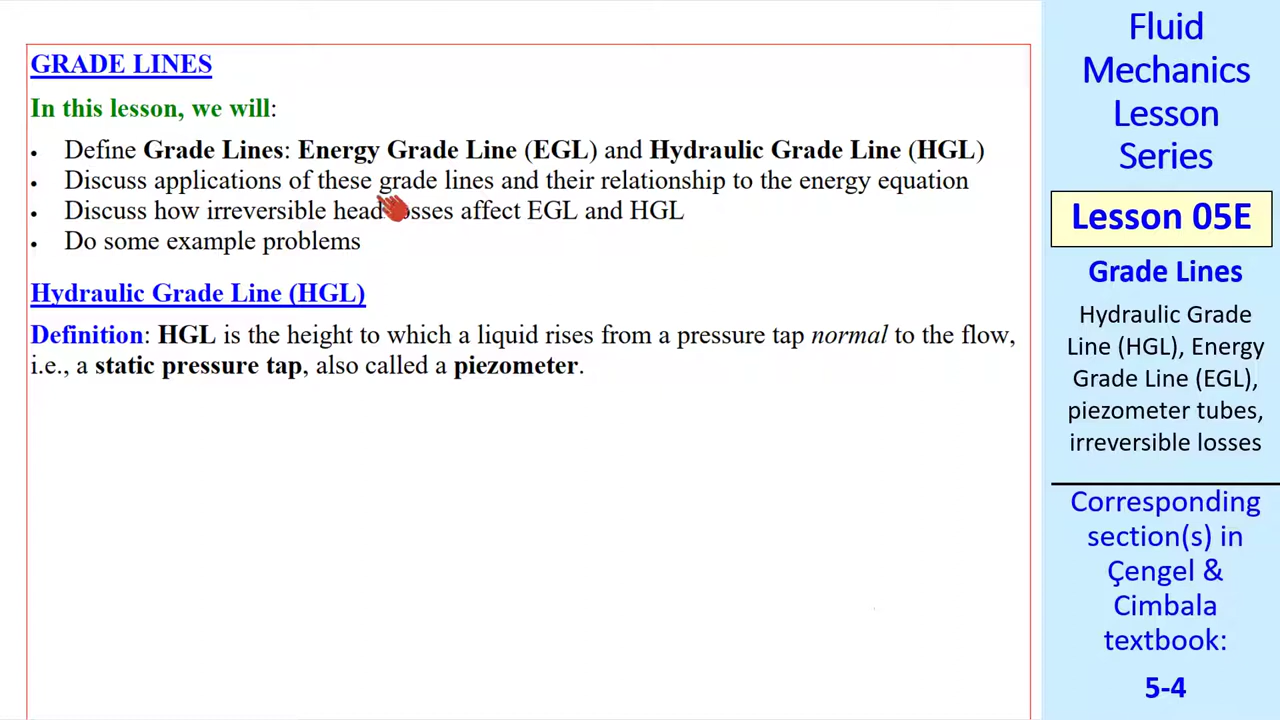 GRADE LINES
In this lesson, we will:
• Define Grade Lines: Energy Grade Line (EGL) and Hydraulic Grade Line (HGL)
• Discuss applications of these grade lines and their relationship to the energy equation
• Discuss how irreversible head losses affect EGL and HGL
• Do some example problems
Hydraulic Grade Line (HGL)
Definition: HGL is the height to which a liquid rises from a pressure tap normal to the flow,
i.e., a static pressure tap, also called a piezometer.
Fluid
Mechanics
Lesson
Series
Lesson 05E
Grade Lines
Hydraulic Grade
Line (HGL), Energy
Grade Line (EGL),
piezometer tubes,
irreversible losses
Corresponding
section(s) in
Çengel &
Cimbala
textbook:
5-4